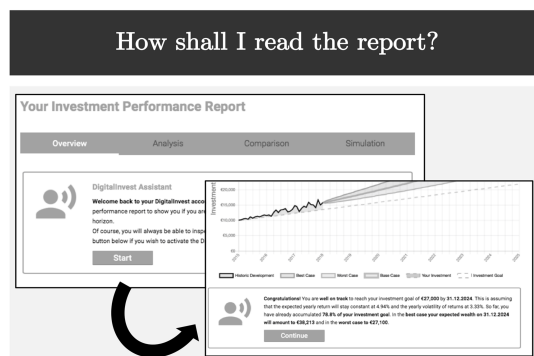 How shall I read the report?
Your Investment Performance Report
Overview Analysis Comparison Simulation
DigitalInvest Assistant
Welcome back to your DigitalInvest acco
performance report to show you if you are
horizon.
Of course, you will always be able to inspe
button below if you wish to activate the D
Start
Investment
€20,000
€15,000
€10,000
€5,000
€0.00
2015 2016 2017 2018 2019 2020 2021 2022 2023 2024 2025
Historic Development Best Case Worst Case Base Case Your Investment Investment Goal
Congratulations! You are well on track to reach your investment goal of €27,000 by 31.12.2024. This is assuming
that the expected yearly return will stay constant at 4.94% and the yearly volatility of returns at 3.33%. So far, you
have already accumulated 78.8% of your investment goal. In the best case your expected wealth on 31.12.2024
will amount to €38,213 and in the worst case to €27,100.
Continue